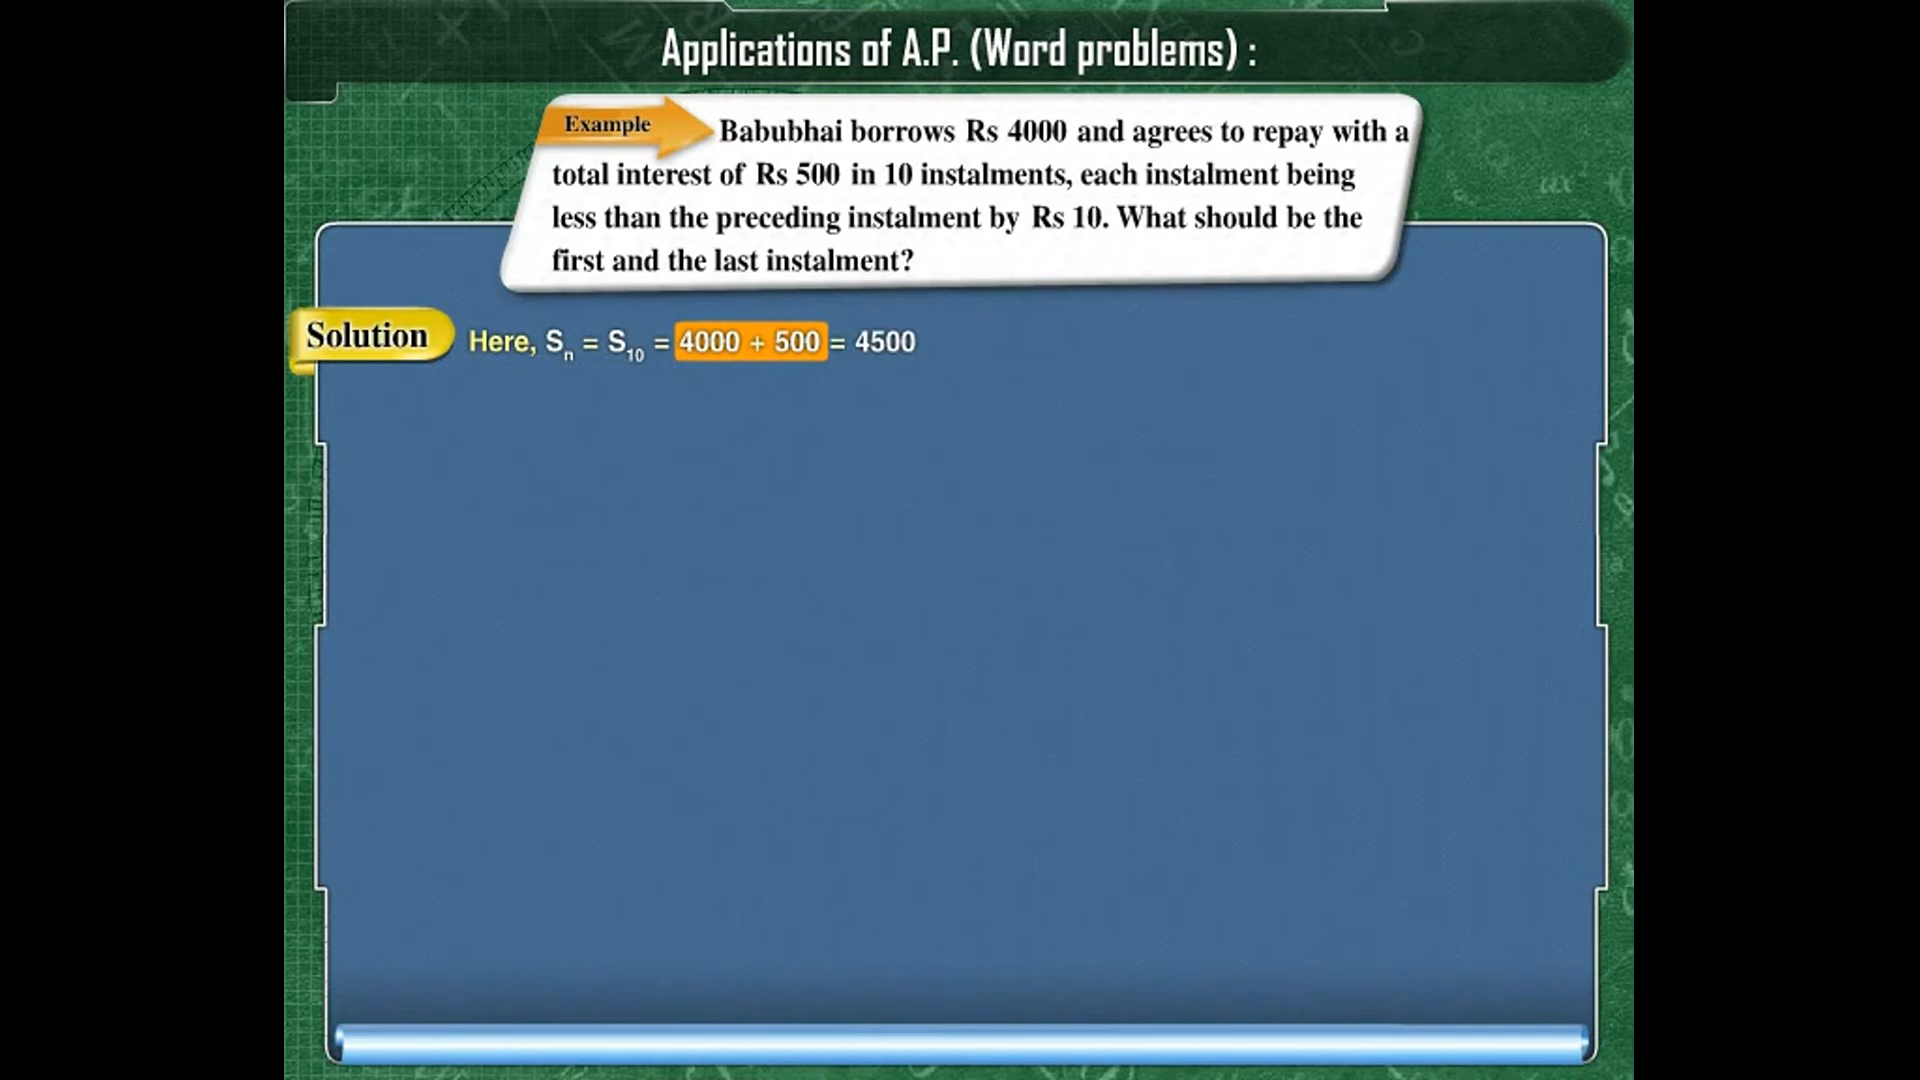 Applications of A.P. (Word problems) :
Example Babubhai borrows Rs 4000 and agrees to repay with a
total interest of Rs 500 in 10 instalments, each instalment being
less than the preceding instalment by Rs 10. What should be the
first and the last instalment?
Solution Here, Sₙ = S₁₀ = 4000 + 500 = 4500